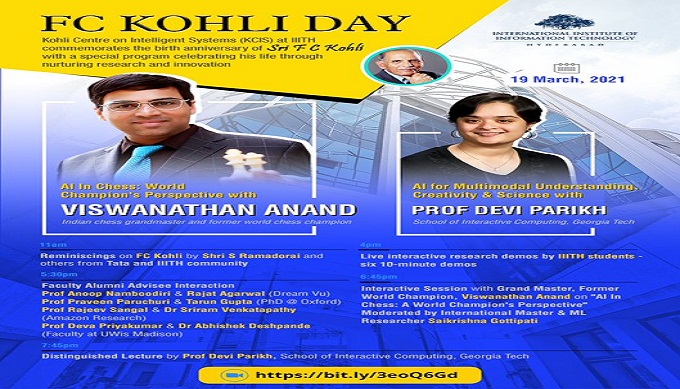 FC KOHLI DAY
Kohli Centre on Intelligent Systems (KCIS) at IIITH
commemorates the birth anniversary of Sri F C Kohli
with a special program celebrating his life through
nurturing research and innovation
INTERNATIONAL INSTITUTE OF
INFORMATION TECHNOLOGY
HYDERABAD
19 March, 2021
AI In Chess: World
Champion's Perspective with
VISWANATHAN ANAND
Indian chess grandmaster and former world chess champion
AI for Multimodal Understanding,
Creativity & Science with
PROF DEVI PARIKH
School of Interactive Computing, Georgia Tech
11am
Reminiscings on FC Kohli by Shri S Ramadorai and
others from Tata and IIITH community
5:30pm
Faculty Alumni Advisee Interaction
Prof Anoop Namboodiri & Rajat Agarwal (Dream Vu)
Prof Praveen Paruchuri & Tarun Gupta (PhD @ Oxford)
Prof Rajeev Sangal & Dr Sriram Venkatapathy
(Amazon Research)
Prof Deva Priyakumar & Dr Abhishek Deshpande
(Faculty at UWis Madison)
7:45pm
Distinguished Lecture by Prof Devi Parikh, School of Interactive Computing, Georgia Tech
4pm
Live interactive research demos by IIITH students -
six 10-minute demos
6:45pm
Interactive Session with Grand Master, Former
World Champion, Viswanathan Anand on "AI In
Chess: A World Champion's Perspective"
Moderated by International Master & ML
Researcher Saikrishna Gottipati
https://bit.ly/3eoQ6Gd